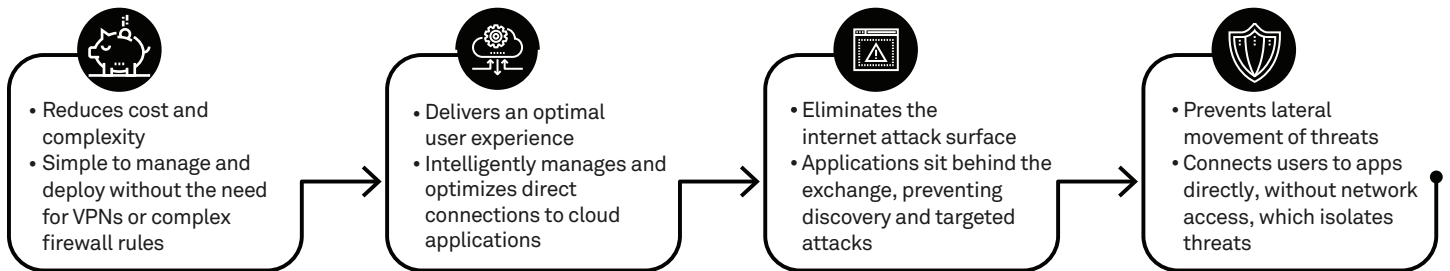 • Reduces cost and
complexity
• Simple to manage and
deploy without the need
for VPNs or complex
firewall rules
• Delivers an optimal
user experience
• Intelligently manages and
optimizes direct
connections to cloud
applications
• Eliminates the
internet attack surface
• Applications sit behind the
exchange, preventing
discovery and targeted
attacks
• Prevents lateral
movement of threats
• Connects users to apps
directly, without network
access, which isolates
threats